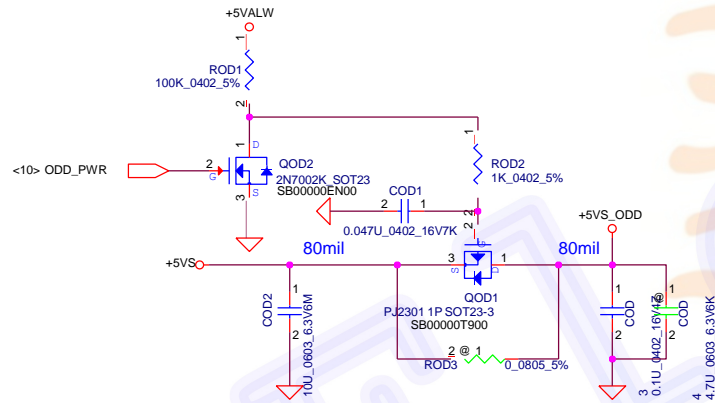 +5VALW
1
ROD1
100K_0402_5%
2
1
D
<10> ODD_PWR
2
G
QOD2
2N7002K_SOT23
SB00000EN00
S
3
1
ROD2
1K_0402_5%
2
COD1
2
1
0.047U_0402_16V7K
2
G
+5VS_ODD
80mil
80mil
+5VS
3
S
D
1
QOD1
PJ2301 1P SOT23-3
SB00000T900
1
COD2
2
10U_0603_6.3V6M
ROD3
2
@
1
0_0805_5%
1
COD
3
2
0.1U_0402_16V4Z
@
1
COD
4
2
4.7U_0603_6.3V6K